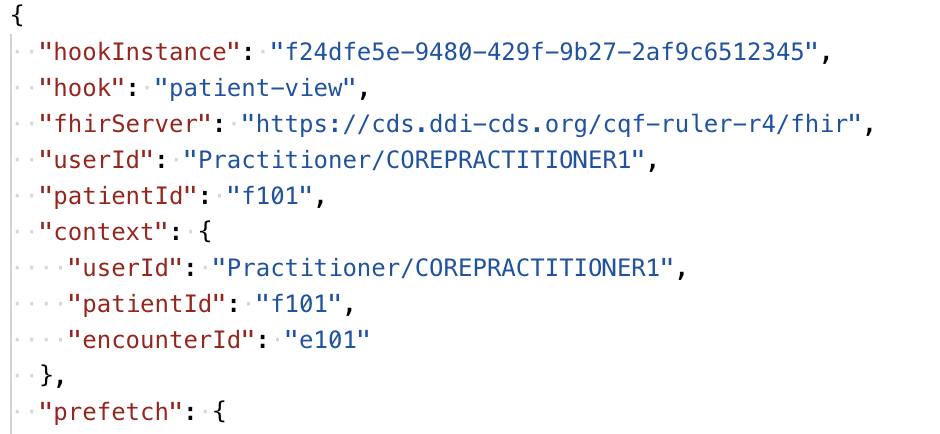 {
  "hookInstance": "f24dfe5e-9480-429f-9b27-2af9c6512345",
  "hook": "patient-view",
  "fhirServer": "https://cds.ddi-cds.org/cqf-ruler-r4/fhir",
  "userId": "Practitioner/COREPRACTITIONER1",
  "patientId": "f101",
  "context": {
    "userId": "Practitioner/COREPRACTITIONER1",
    "patientId": "f101",
    "encounterId": "e101"
  },
  "prefetch": {